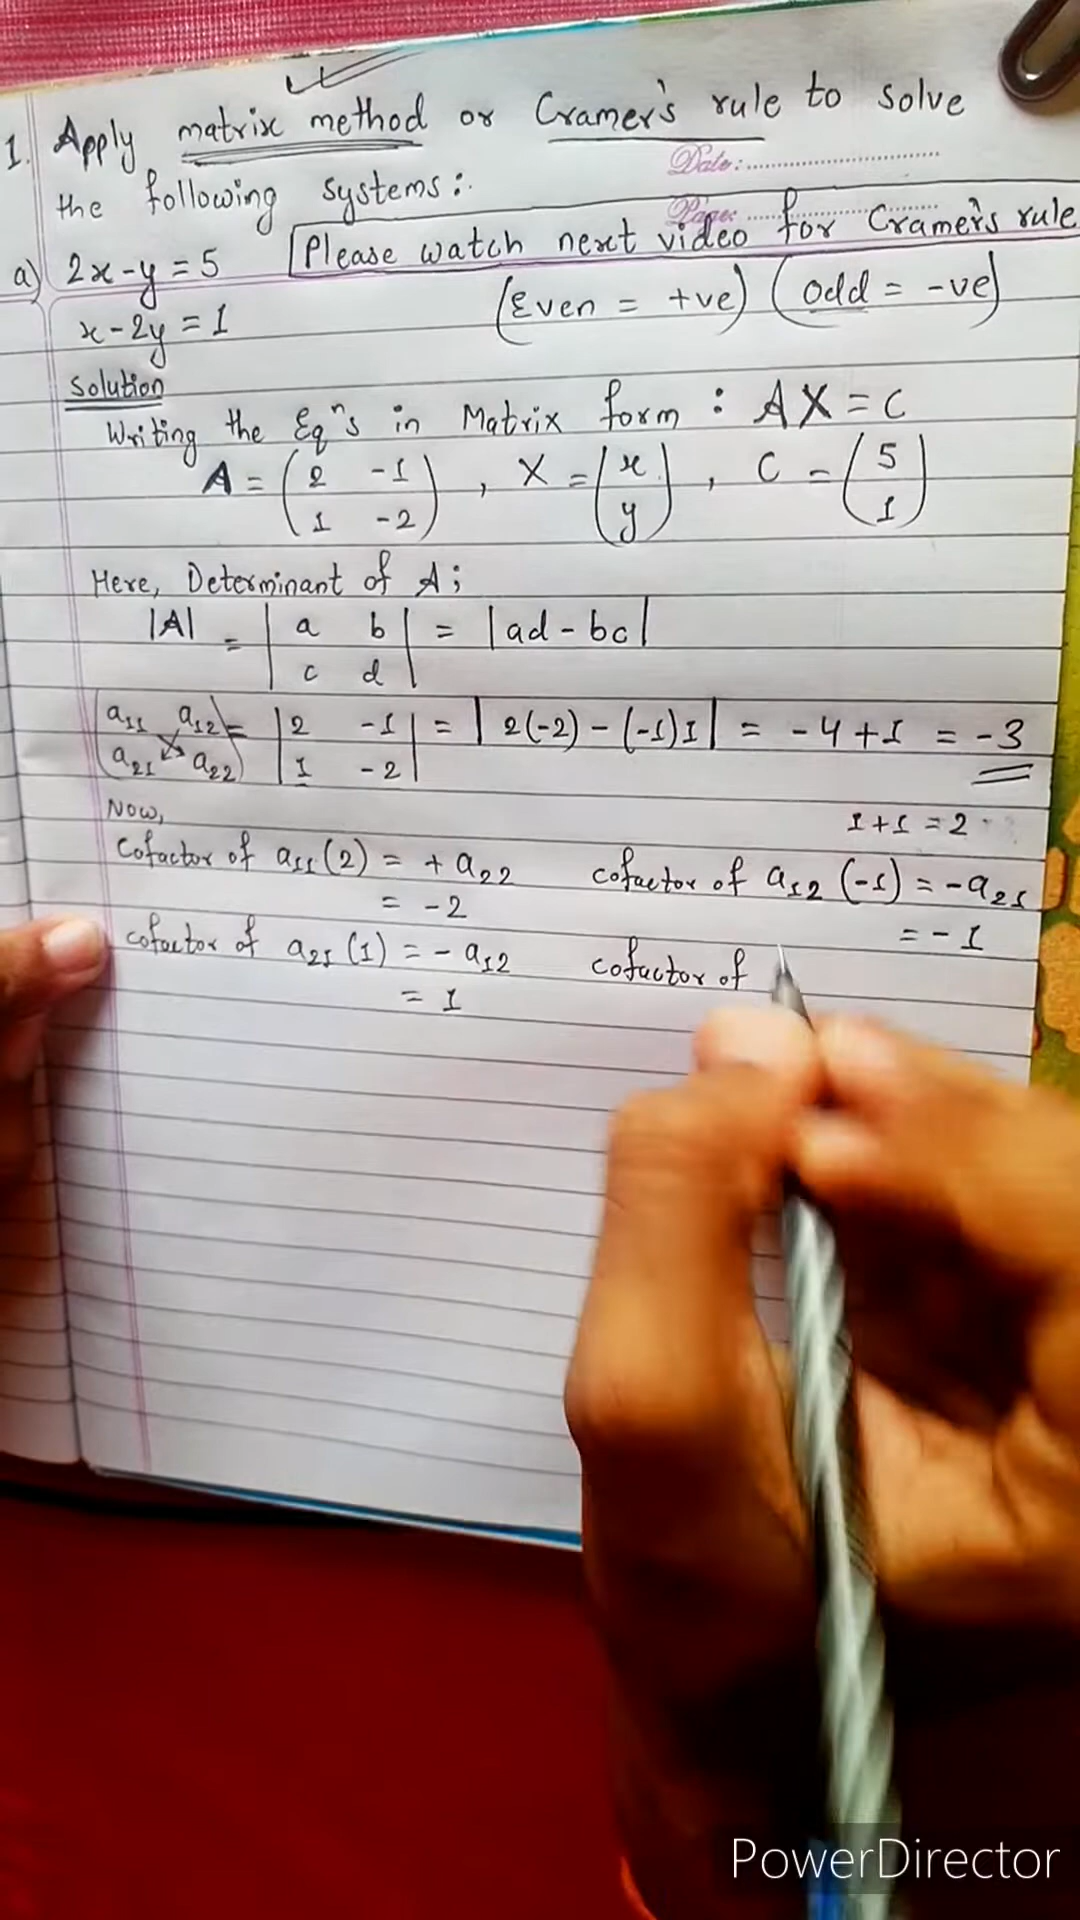 1. Apply matrix method or Cramer's rule to solve
Date:
the following systems:
Page:
Please watch next video for Cramer's rule
a) 2x-y = 5
(Even = +ve) (odd = -ve)
x-2y = 1
Solution
Writing the Eqⁿs in Matrix form : AX = C
A = (2 -1 , X = (x , C = (5
1 -2) y) 1)
Here, Determinant of A;
|A| = |a b| = |ad - bc|
|c d|
(a11 a12 = |2 -1| = |2(-2) - (-1)1| = -4+1 = -3
a21 a22) |1 -2|
Now,
1+1 = 2
Cofactor of a11 (2) = + a22 cofactor of a12 (-1) = -a21
= -2 = -1
cofactor of a21 (1) = - a12 cofactor of
= 1
PowerDirector